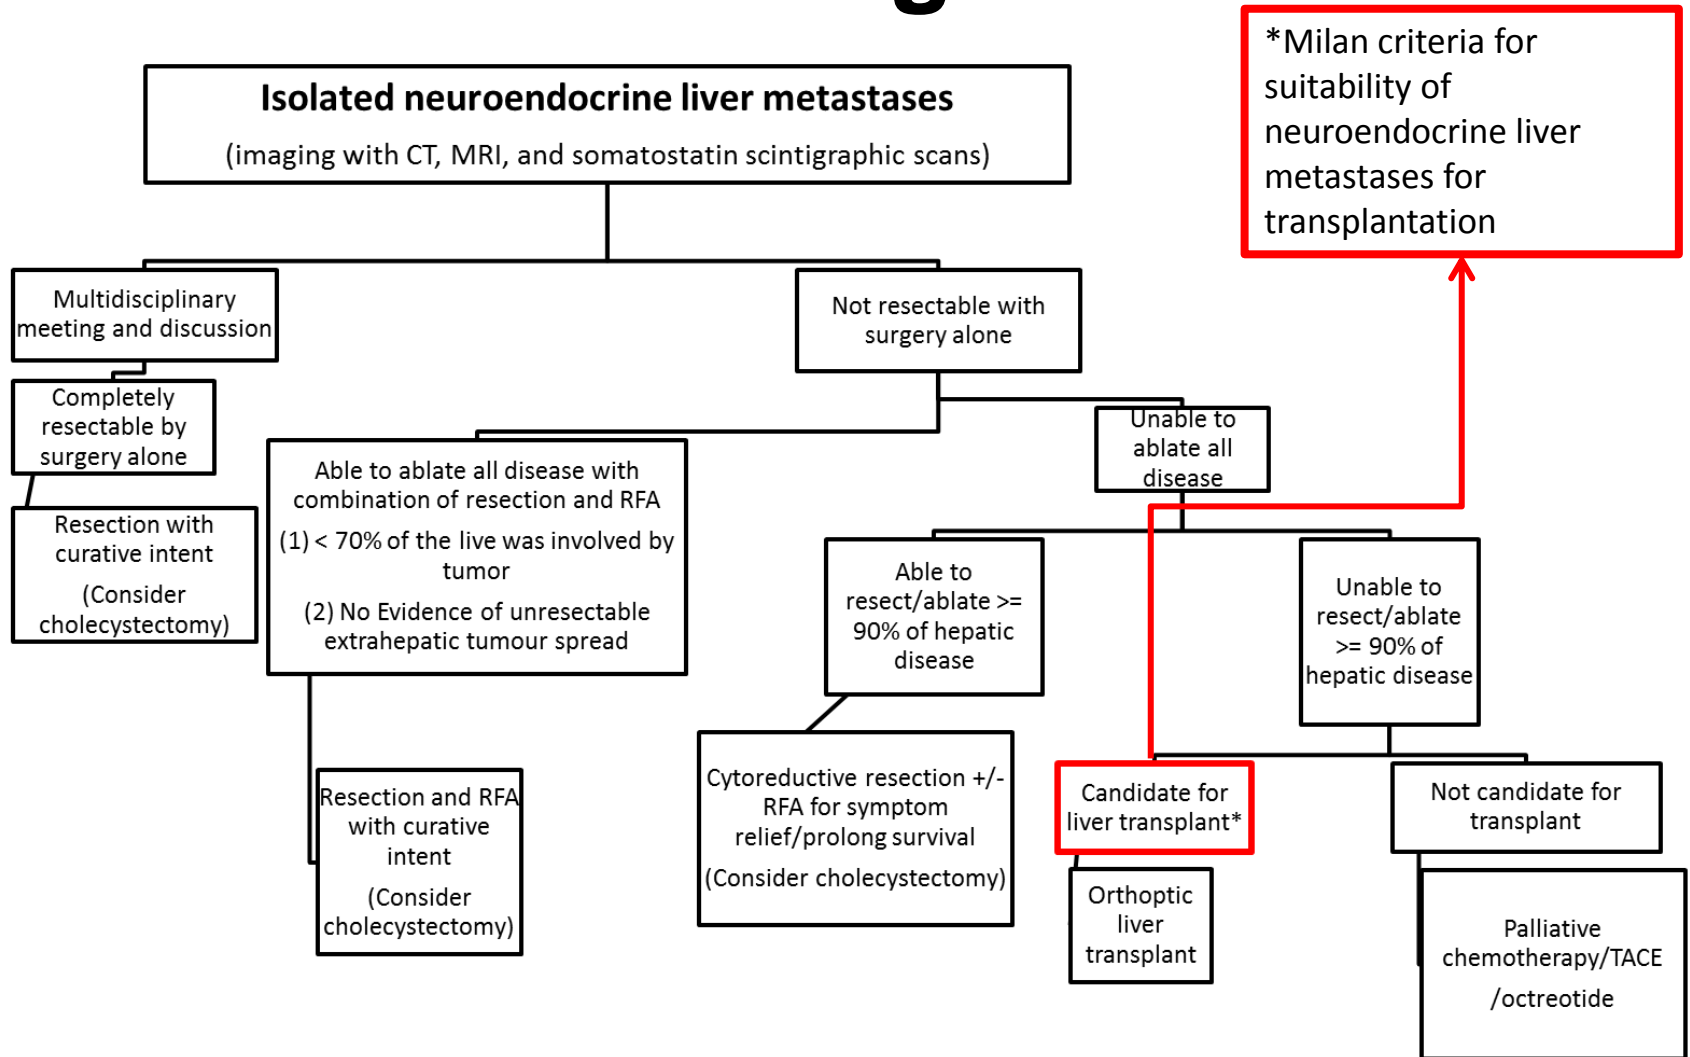 *Milan criteria for
suitability of
neuroendocrine liver
metastases for
transplantation
Isolated neuroendocrine liver metastases
(imaging with CT, MRI, and somatostatin scintigraphic scans)
Multidisciplinary
meeting and discussion
Not resectable with
surgery alone
Completely
resectable by
surgery alone
Resection with
curative intent
(Consider
cholecystectomy)
Able to ablate all disease with
combination of resection and RFA
(1) < 70% of the live was involved by
tumor
(2) No Evidence of unresectable
extrahepatic tumour spread
Unable to
ablate all
disease
Able to
resect/ablate >=
90% of hepatic
disease
Unable to
resect/ablate
>= 90% of
hepatic disease
Resection and RFA
with curative
intent
(Consider
cholecystectomy)
Cytoreductive resection +/-
RFA for symptom
relief/prolong survival
(Consider cholecystectomy)
Candidate for
liver transplant*
Not candidate for
transplant
Orthoptic
liver
transplant
Palliative
chemotherapy/TACE
/octreotide